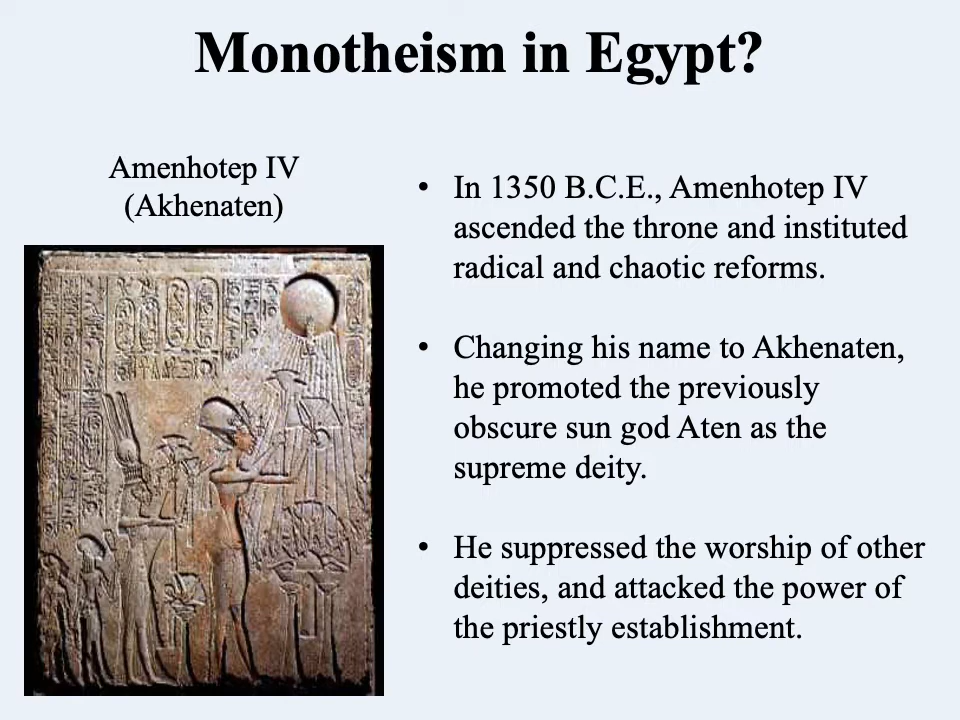 Monotheism in Egypt?
Amenhotep IV
(Akhenaten)
• In 1350 B.C.E., Amenhotep IV
ascended the throne and instituted
radical and chaotic reforms.
• Changing his name to Akhenaten,
he promoted the previously
obscure sun god Aten as the
supreme deity.
• He suppressed the worship of other
deities, and attacked the power of
the priestly establishment.